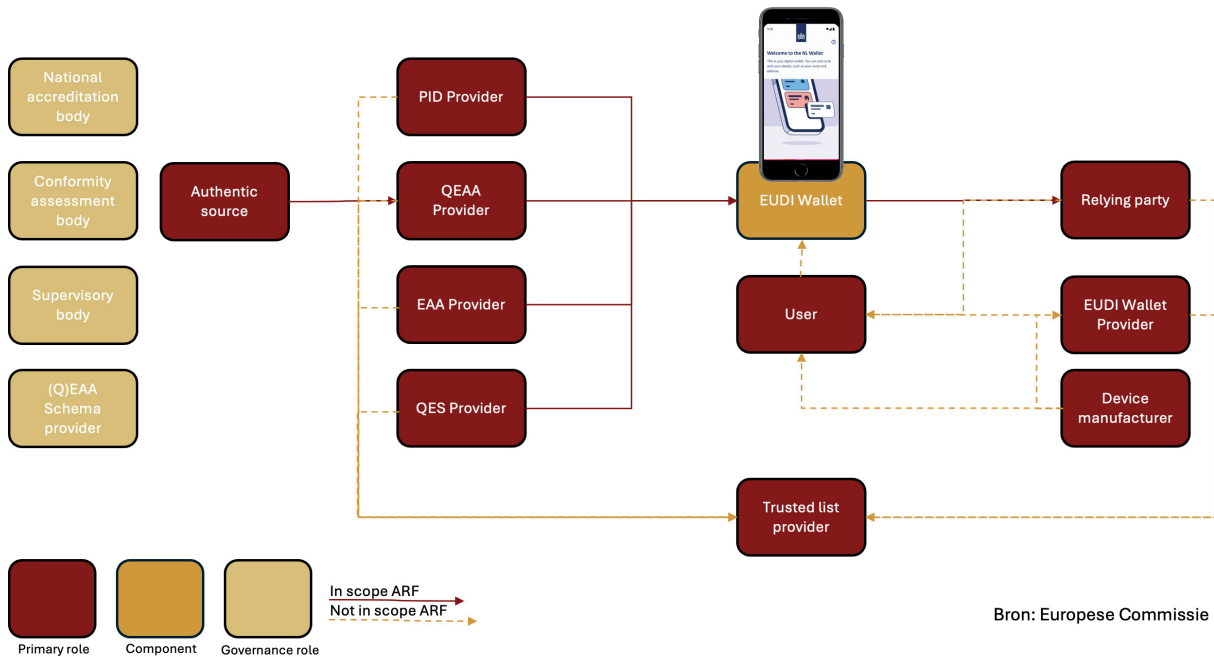 Welcome to the NL Wallet
National
accreditation
body
PID Provider
Conformity
assessment
body
Authentic
source
QEAA
Provider
EUDI Wallet
Relying party
Supervisory
body
EAA Provider
User
EUDI Wallet
Provider
(Q)EAA
Schema
provider
QES Provider
Device
manufacturer
Trusted list
provider
In scope ARF
Not in scope ARF
Bron: Europese Commissie
Primary role
Component
Governance role